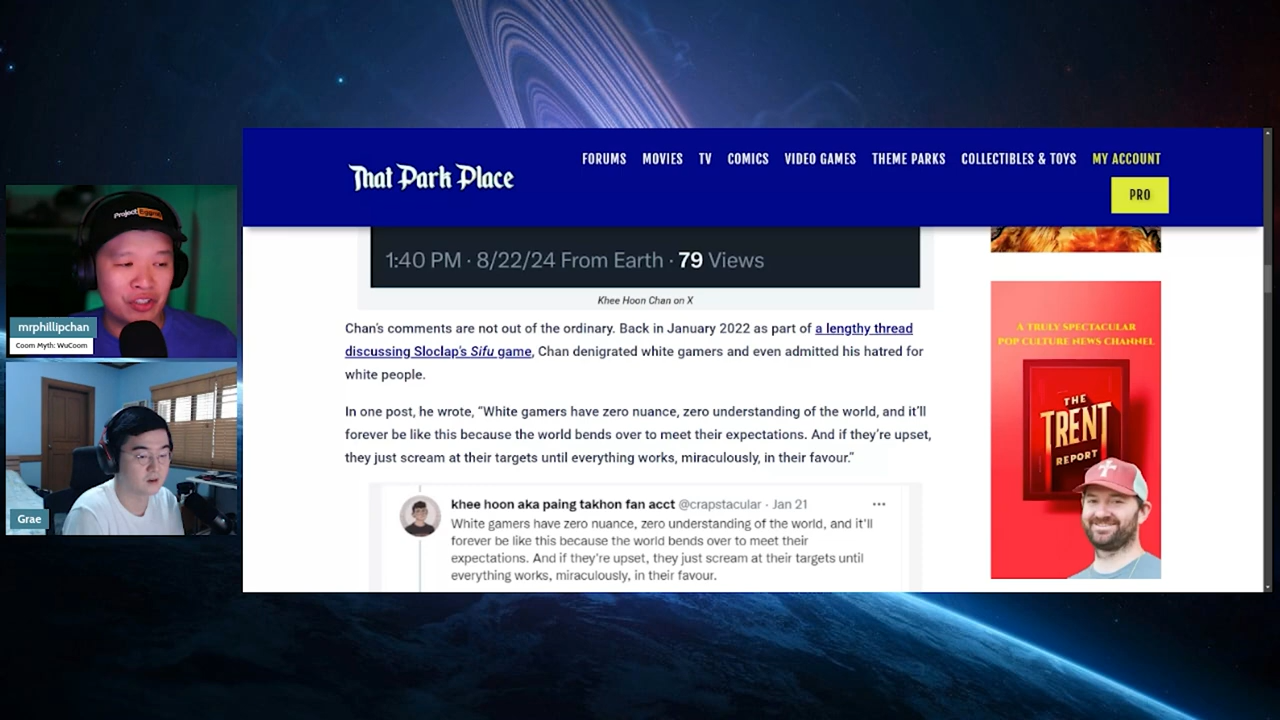 That Park Place
FORUMS MOVIES TV COMICS VIDEO GAMES THEME PARKS COLLECTIBLES & TOYS MY ACCOUNT
PRO
1:40 PM · 8/22/24 From Earth · 79 Views
Khee Hoon Chan on X
Chan’s comments are not out of the ordinary. Back in January 2022 as part of a lengthy thread
discussing Sloclap’s Sifu game, Chan denigrated white gamers and even admitted his hatred for
white people.
In one post, he wrote, “White gamers have zero nuance, zero understanding of the world, and it’ll
forever be like this because the world bends over to meet their expectations. And if they’re upset,
they just scream at their targets until everything works, miraculously, in their favour.”
khee hoon aka paing takhon fan acct @crapstacular · Jan 21
White gamers have zero nuance, zero understanding of the world, and it'll
forever be like this because the world bends over to meet their
expectations. And if they're upset, they just scream at their targets until
everything works, miraculously, in their favour.
A TRULY SPECTACULAR
POP CULTURE NEWS CHANNEL
THE
TRENT
REPORT
Project
mrphillipchan
Coom Myth: WuCoom
Grae